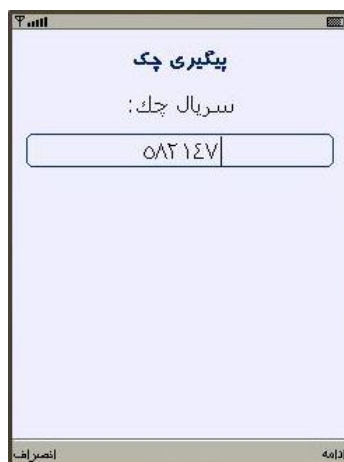 پیگیری چک
سريال چك:
٥٨٢١٤٧
ادامه
انصراف